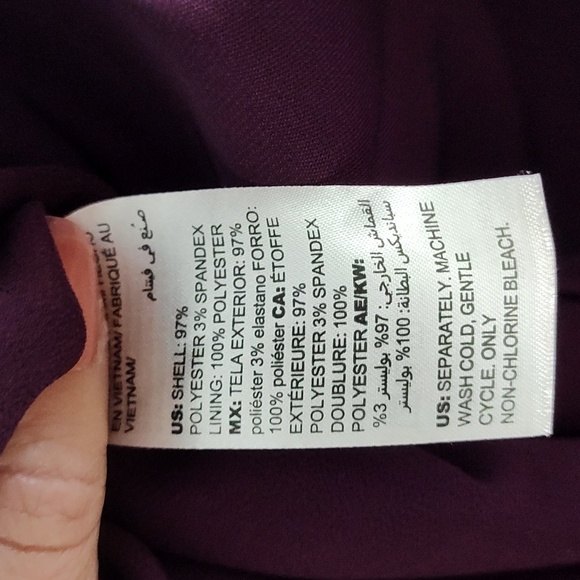 EN VIETNAM/ FABRIQUÉ AU
VIETNAM/
صنع في فيتنام
US: SHELL: 97%
POLYESTER 3% SPANDEX
LINING: 100% POLYESTER
MX: TELA EXTERIOR: 97%
poliéster 3% elastano FORRO:
100% poliéster CA: ÉTOFFE
EXTÉRIEURE: 97%
POLYESTER 3% SPANDEX
DOUBLURE: 100%
POLYESTER AE/KW:
القماش الخارجي: 97% بوليستر 3%
سباندیکس البطانة: 100% بوليستر
US: SEPARATELY. MACHINE
WASH COLD, GENTLE
CYCLE. ONLY
NON-CHLORINE BLEACH.